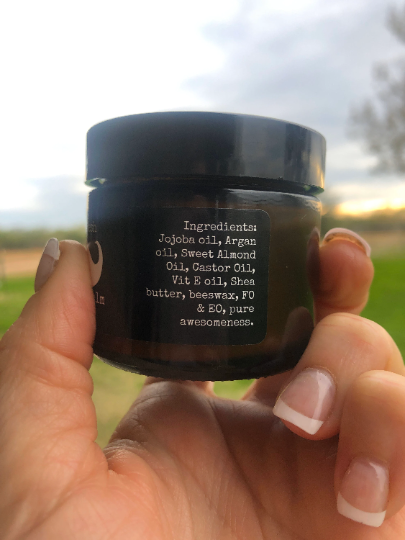 Ingredients:
Jojoba oil, Argan
oil, Sweet Almond
Oil, Castor Oil,
Vit E oil, Shea
butter, beeswax, FO
& EO, pure
awesomeness.
lm